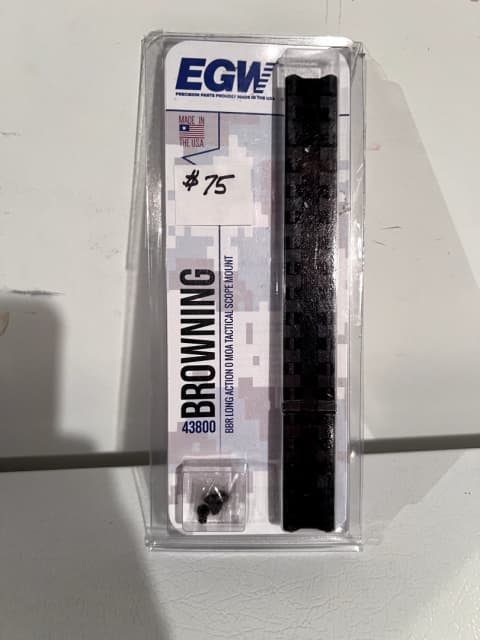 EGW
PRECISION PARTS PROUDLY MADE IN THE USA
MADE IN
THE USA
$75
43800 BROWNING
BBR LONG ACTION 0 MOA TACTICAL SCOPE MOUNT